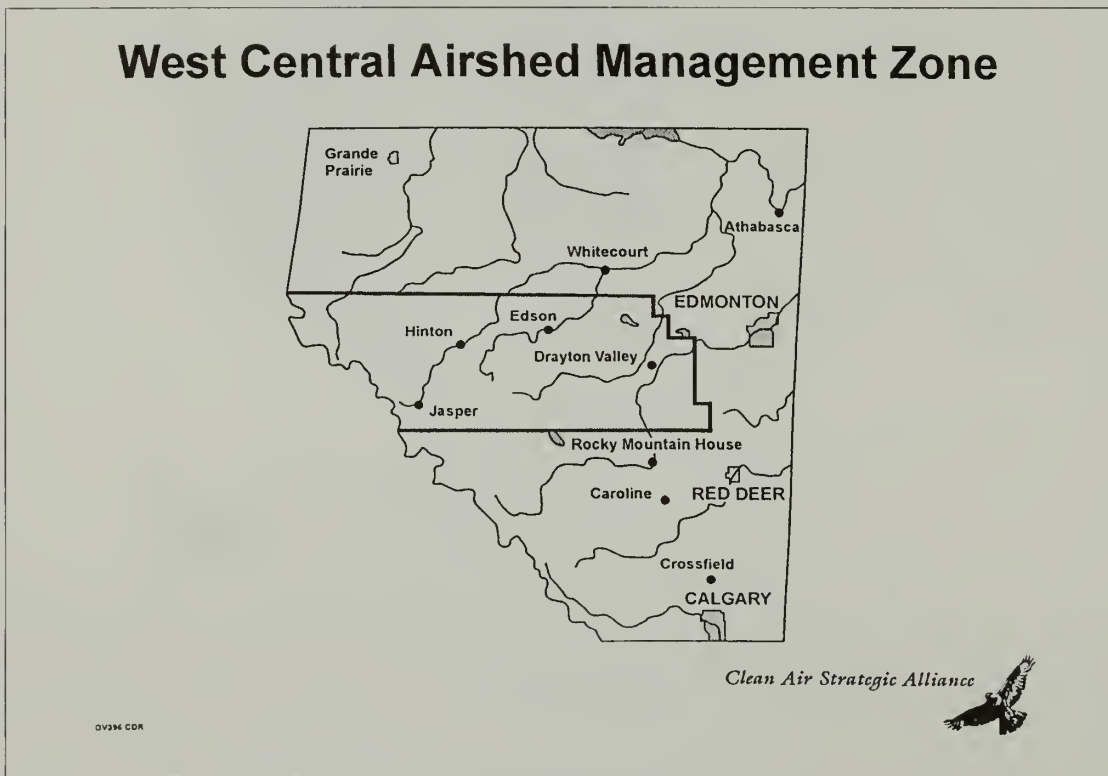 West Central Airshed Management Zone
Grande
Prairie
Athabasca
Whitecourt
EDMONTON
Edson
Hinton
Drayton Valley
Jasper
Rocky Mountain House
Caroline
RED DEER
Crossfield
CALGARY
Clean Air Strategic Alliance
OV396 CDR